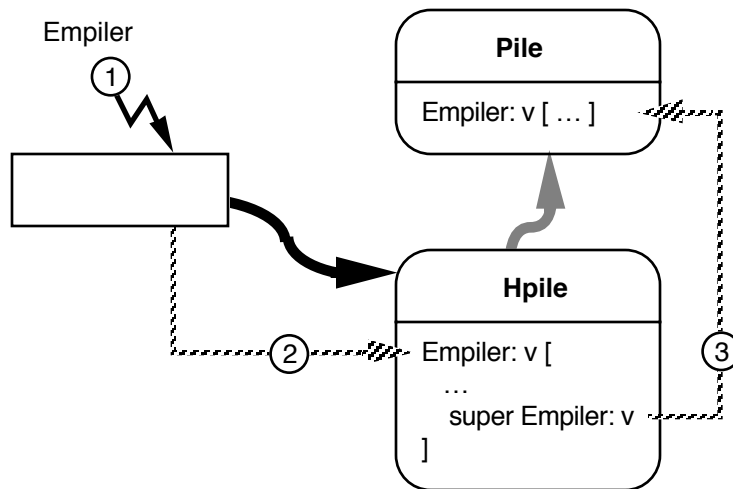 Empiler
1
Pile
Empiler: v [ … ]
Hpile
Empiler: v [
…
super Empiler: v
]
2
3